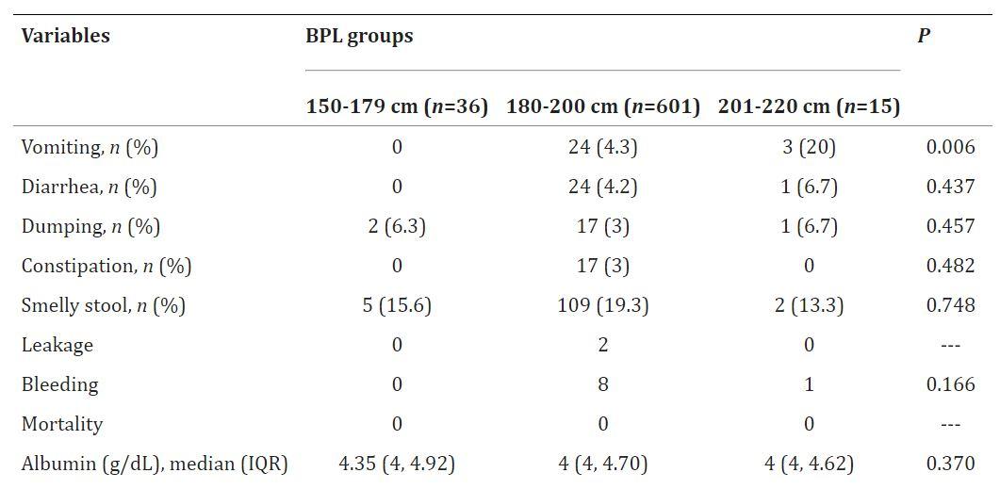 Variables BPL groups P
150-179 cm (n=36) 180-200 cm (n=601) 201-220 cm (n=15)
Vomiting, n (%) 0 24 (4.3) 3 (20) 0.006
Diarrhea, n (%) 0 24 (4.2) 1 (6.7) 0.437
Dumping, n (%) 2 (6.3) 17 (3) 1 (6.7) 0.457
Constipation, n (%) 0 17 (3) 0 0.482
Smelly stool, n (%) 5 (15.6) 109 (19.3) 2 (13.3) 0.748
Leakage 0 2 0 ---
Bleeding 0 8 1 0.166
Mortality 0 0 0 ---
Albumin (g/dL), median (IQR) 4.35 (4, 4.92) 4 (4, 4.70) 4 (4, 4.62) 0.370